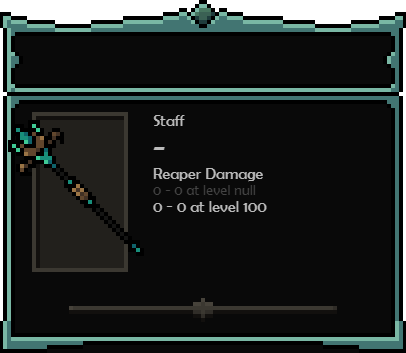 Staff
–
Reaper Damage
0 - 0 at level null
0 - 0 at level 100